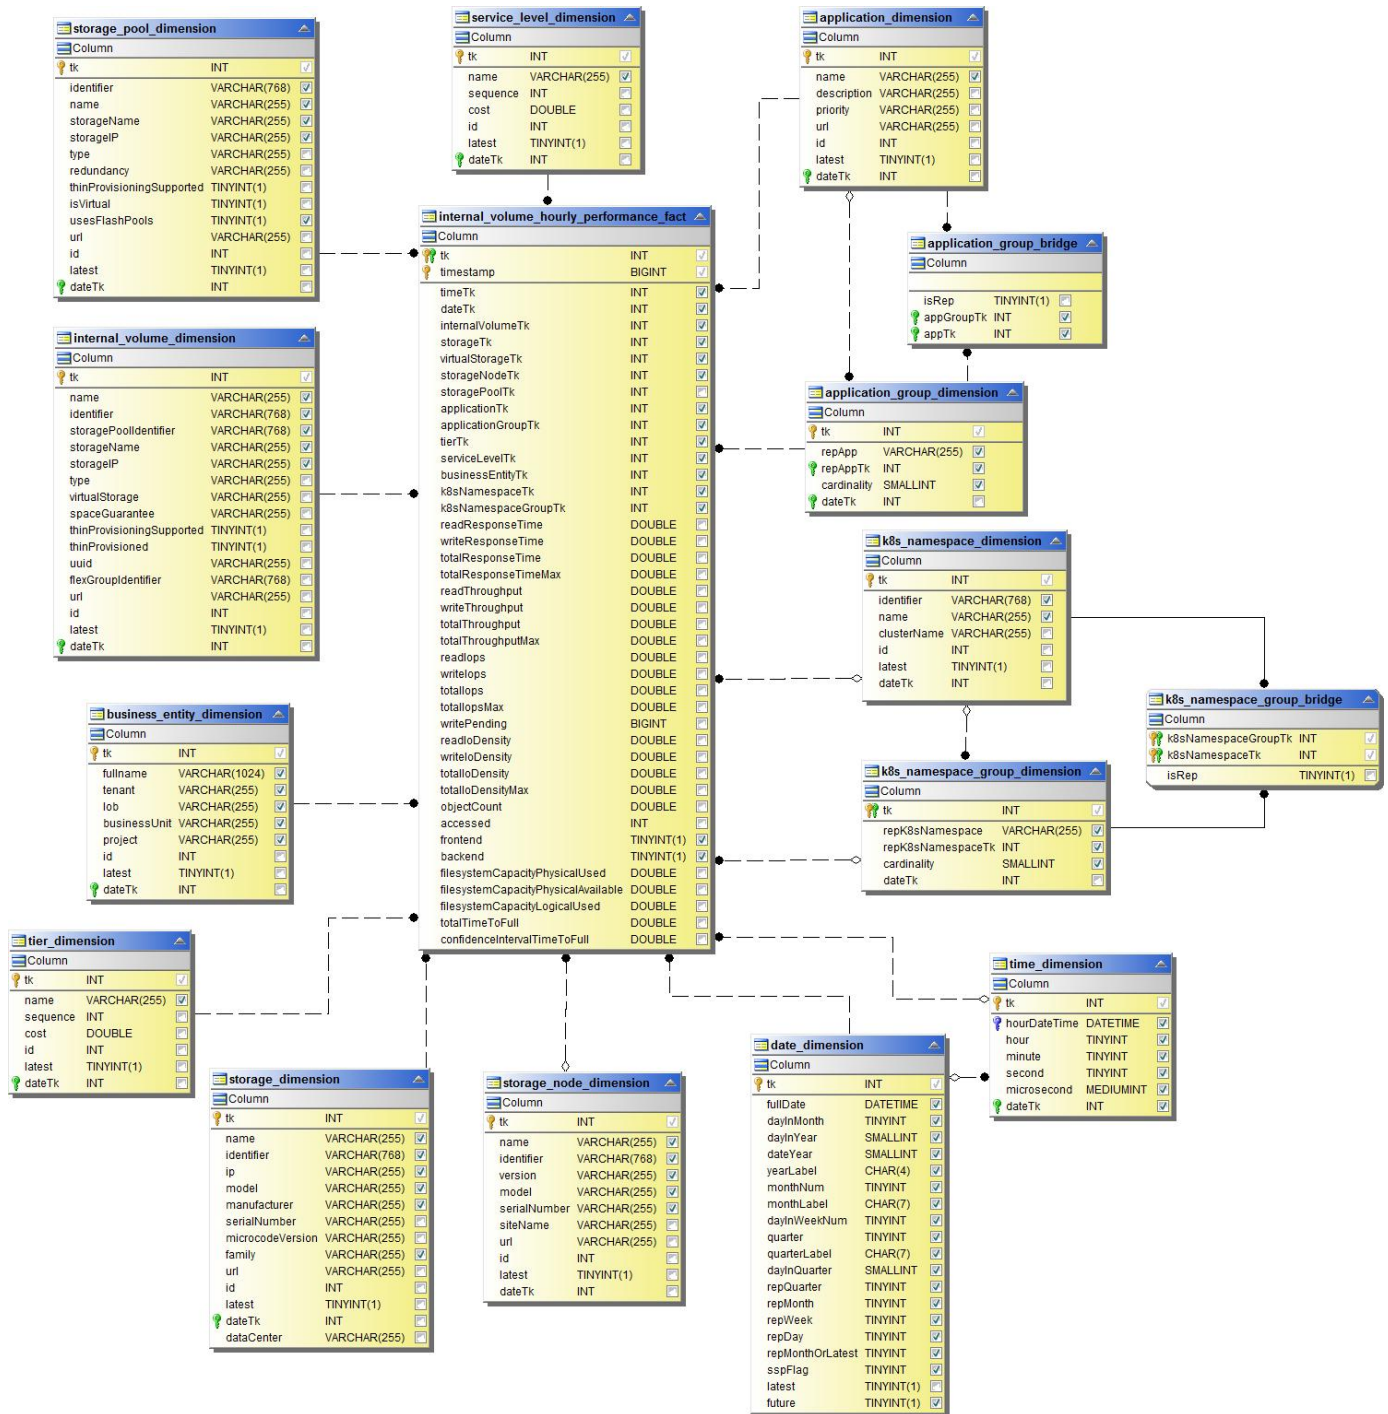 storage_pool_dimension
Column
tk INT
identifier VARCHAR(768)
name VARCHAR(255)
storageName VARCHAR(255)
storageIP VARCHAR(255)
type VARCHAR(255)
redundancy VARCHAR(255)
thinProvisioningSupported TINYINT(1)
isVirtual TINYINT(1)
usesFlashPools TINYINT(1)
url VARCHAR(255)
id INT
latest TINYINT(1)
dateTk INT
service_level_dimension
Column
tk INT
name VARCHAR(255)
sequence INT
cost DOUBLE
id INT
latest TINYINT(1)
dateTk INT
application_dimension
Column
tk INT
name VARCHAR(255)
description VARCHAR(255)
priority VARCHAR(255)
url VARCHAR(255)
id INT
latest TINYINT(1)
dateTk INT
internal_volume_hourly_performance_fact
Column
tk INT
timestamp BIGINT
timeTk INT
dateTk INT
internalVolumeTk INT
storageTk INT
virtualStorageTk INT
storageNodeTk INT
storagePoolTk INT
applicationTk INT
applicationGroupTk INT
tierTk INT
serviceLevelTk INT
businessEntityTk INT
k8sNamespaceTk INT
k8sNamespaceGroupTk INT
readResponseTime DOUBLE
writeResponseTime DOUBLE
totalResponseTime DOUBLE
totalResponseTimeMax DOUBLE
readThroughput DOUBLE
writeThroughput DOUBLE
totalThroughput DOUBLE
totalThroughputMax DOUBLE
readIops DOUBLE
writeIops DOUBLE
totalIops DOUBLE
totalIopsMax DOUBLE
writePending BIGINT
readIoDensity DOUBLE
writeIoDensity DOUBLE
totalIoDensity DOUBLE
totalIoDensityMax DOUBLE
objectCount DOUBLE
accessed INT
frontend TINYINT(1)
backend TINYINT(1)
filesystemCapacityPhysicalUsed DOUBLE
filesystemCapacityPhysicalAvailable DOUBLE
filesystemCapacityLogicalUsed DOUBLE
totalTimeToFull DOUBLE
confidenceIntervalTimeToFull DOUBLE
application_group_bridge
Column
isRep TINYINT(1)
appGroupTk INT
appTk INT
internal_volume_dimension
Column
tk INT
name VARCHAR(255)
identifier VARCHAR(768)
storagePoolIdentifier VARCHAR(768)
storageName VARCHAR(255)
storageIP VARCHAR(255)
type VARCHAR(255)
virtualStorage VARCHAR(255)
spaceGuarantee VARCHAR(255)
thinProvisioningSupported TINYINT(1)
thinProvisioned TINYINT(1)
uuid VARCHAR(255)
flexGroupIdentifier VARCHAR(768)
url VARCHAR(255)
id INT
latest TINYINT(1)
dateTk INT
application_group_dimension
Column
tk INT
repApp VARCHAR(255)
repAppTk INT
cardinality SMALLINT
dateTk INT
k8s_namespace_dimension
Column
tk INT
identifier VARCHAR(768)
name VARCHAR(255)
clusterName VARCHAR(255)
id INT
latest TINYINT(1)
dateTk INT
k8s_namespace_group_bridge
Column
k8sNamespaceGroupTk INT
k8sNamespaceTk INT
isRep TINYINT(1)
business_entity_dimension
Column
tk INT
fullname VARCHAR(1024)
tenant VARCHAR(255)
lob VARCHAR(255)
businessUnit VARCHAR(255)
project VARCHAR(255)
id INT
latest TINYINT(1)
dateTk INT
k8s_namespace_group_dimension
Column
tk INT
repK8sNamespace VARCHAR(255)
repK8sNamespaceTk INT
cardinality SMALLINT
dateTk INT
tier_dimension
Column
tk INT
name VARCHAR(255)
sequence INT
cost DOUBLE
id INT
latest TINYINT(1)
dateTk INT
time_dimension
Column
tk INT
hourDateTime DATETIME
hour TINYINT
minute TINYINT
second TINYINT
microsecond MEDIUMINT
dateTk INT
storage_dimension
Column
tk INT
name VARCHAR(255)
identifier VARCHAR(768)
ip VARCHAR(255)
model VARCHAR(255)
manufacturer VARCHAR(255)
serialNumber VARCHAR(255)
microcodeVersion VARCHAR(255)
family VARCHAR(255)
url VARCHAR(255)
id INT
latest TINYINT(1)
dateTk INT
dataCenter VARCHAR(255)
storage_node_dimension
Column
tk INT
name VARCHAR(255)
identifier VARCHAR(768)
version VARCHAR(255)
model VARCHAR(255)
serialNumber VARCHAR(255)
siteName VARCHAR(255)
url VARCHAR(255)
id INT
latest TINYINT(1)
dateTk INT
date_dimension
Column
tk INT
fullDate DATETIME
dayInMonth TINYINT
dayInYear SMALLINT
dateYear SMALLINT
yearLabel CHAR(4)
monthNum TINYINT
monthLabel CHAR(7)
dayInWeekNum TINYINT
quarter TINYINT
quarterLabel CHAR(7)
dayInQuarter SMALLINT
repQuarter TINYINT
repMonth TINYINT
repWeek TINYINT
repDay TINYINT
repMonthOrLatest TINYINT
sspFlag TINYINT
latest TINYINT(1)
future TINYINT(1)